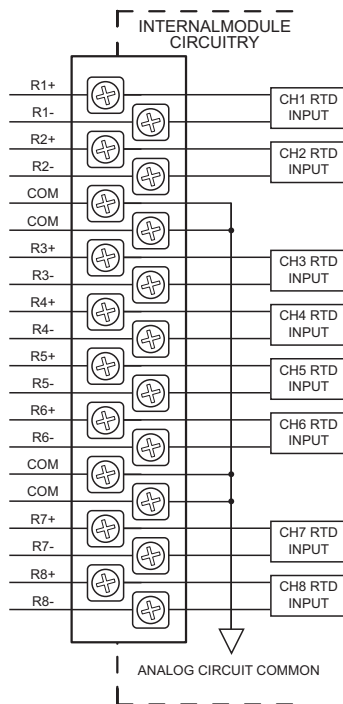 INTERNALMODULE
CIRCUITRY
R1+
R1-
R2+
R2-
COM
COM
R3+
R3-
R4+
R4-
R5+
R5-
R6+
R6-
COM
COM
R7+
R7-
R8+
R8-
CH1 RTD
INPUT
CH2 RTD
INPUT
CH3 RTD
INPUT
CH4 RTD
INPUT
CH5 RTD
INPUT
CH6 RTD
INPUT
CH7 RTD
INPUT
CH8 RTD
INPUT
ANALOG CIRCUIT COMMON